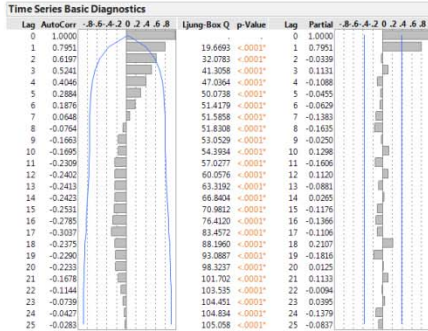 Time Series Basic Diagnostics
Lag AutoCorr -.8-.6-.4-.2 0 .2 .4 .6 .8 Ljung-Box Q p-Value Lag Partial -.8-.6-.4-.2 0 .2 .4 .6 .8
0 1.0000 . . 0 1.0000
1 0.7951 19.6693 <.0001* 1 0.7951
2 0.6197 32.0783 <.0001* 2 -0.0339
3 0.5241 41.3058 <.0001* 3 0.1131
4 0.4046 47.0364 <.0001* 4 -0.1088
5 0.2884 50.0738 <.0001* 5 -0.0455
6 0.1876 51.4179 <.0001* 6 -0.0629
7 0.0648 51.5858 <.0001* 7 -0.1383
8 -0.0764 51.8308 <.0001* 8 -0.1635
9 -0.1663 53.0529 <.0001* 9 -0.0250
10 -0.1695 54.3934 <.0001* 10 0.1298
11 -0.2309 57.0277 <.0001* 11 -0.1606
12 -0.2402 60.0576 <.0001* 12 0.1120
13 -0.2413 63.3192 <.0001* 13 -0.0881
14 -0.2423 66.8404 <.0001* 14 0.0265
15 -0.2531 70.9812 <.0001* 15 -0.1176
16 -0.2785 76.4120 <.0001* 16 -0.1366
17 -0.3037 83.4572 <.0001* 17 -0.1106
18 -0.2375 88.1960 <.0001* 18 0.2107
19 -0.2290 93.0887 <.0001* 19 -0.1816
20 -0.2233 98.3237 <.0001* 20 0.0125
21 -0.1678 101.702 <.0001* 21 0.1133
22 -0.1144 103.535 <.0001* 22 -0.0094
23 -0.0739 104.451 <.0001* 23 0.0395
24 -0.0427 104.834 <.0001* 24 -0.1379
25 -0.0283 105.058 <.0001* 25 -0.0837